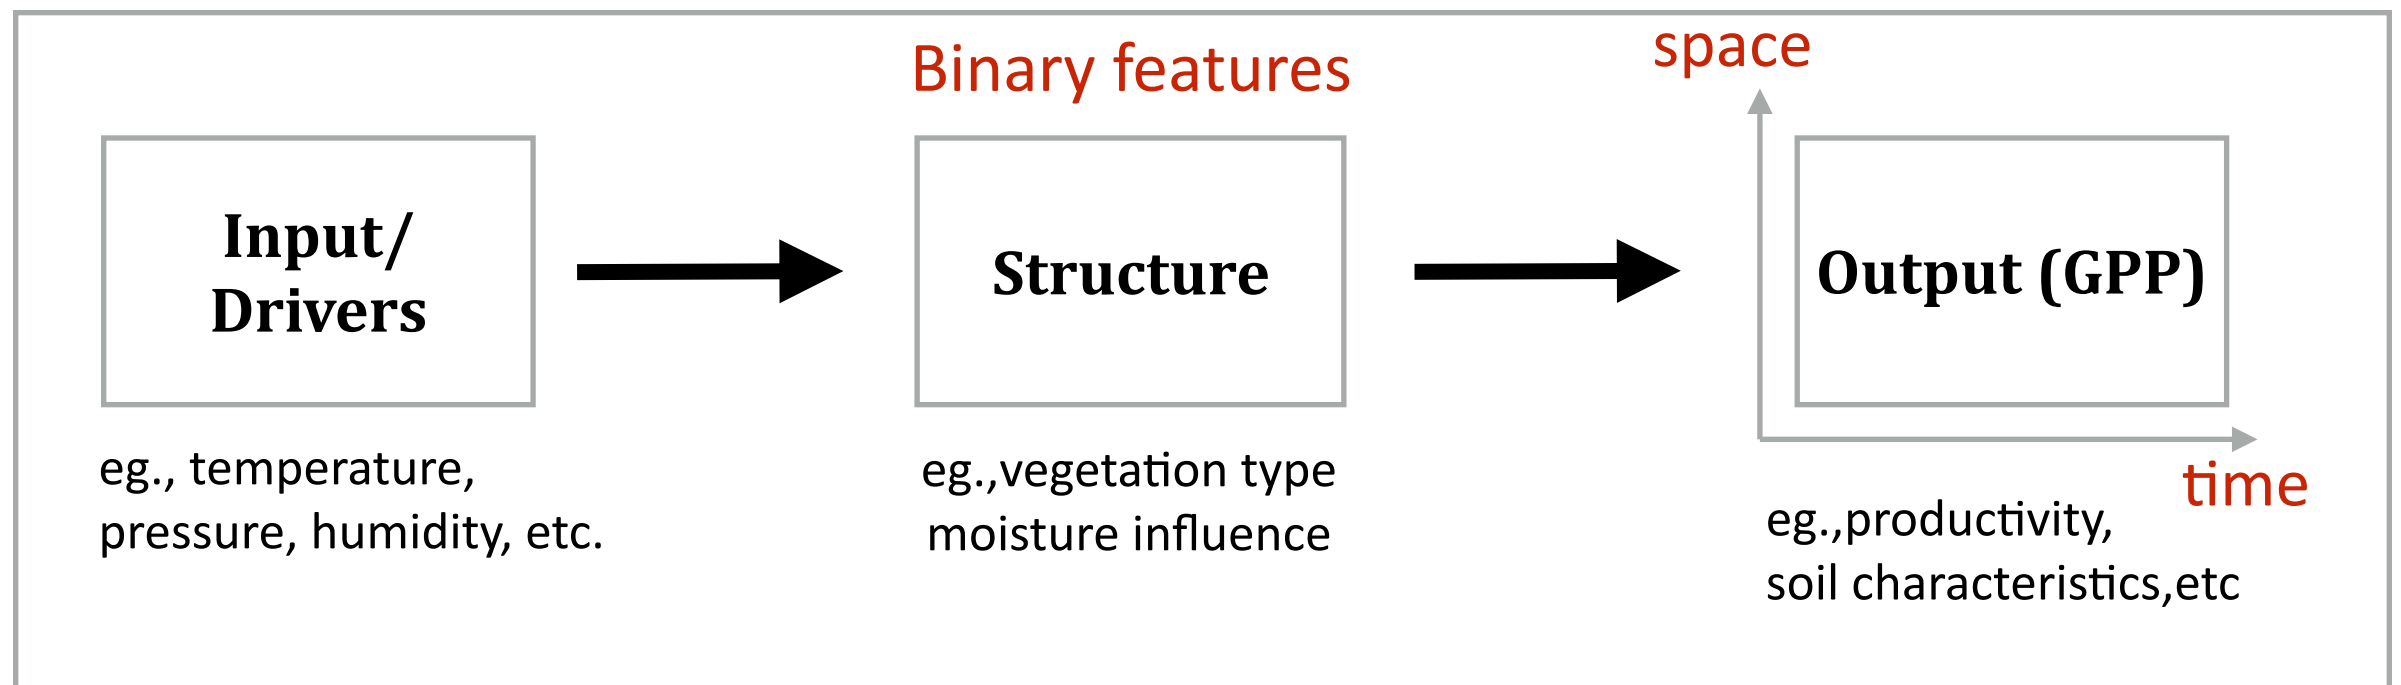 Binary features
space
Input/
Drivers
Structure
Output (GPP)
time
eg., temperature,
pressure, humidity, etc.
eg.,vegetation type
moisture influence
eg.,productivity,
soil characteristics,etc